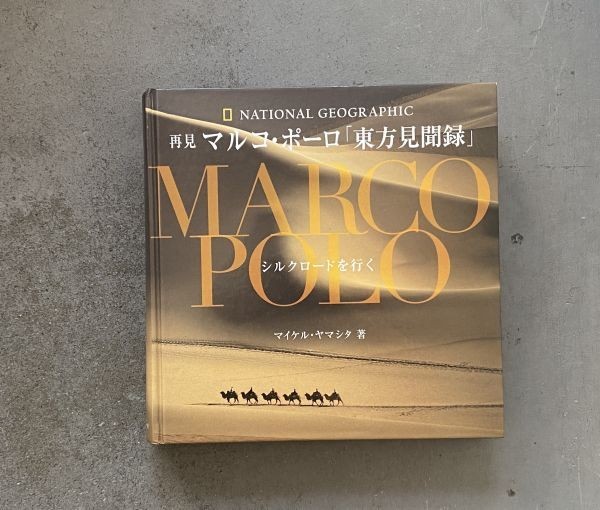 NATIONAL GEOGRAPHIC
再見 マルコ・ポーロ「東方見聞録」
MARCO
POLO
シルクロードを行く
マイケル・ヤマシタ 著